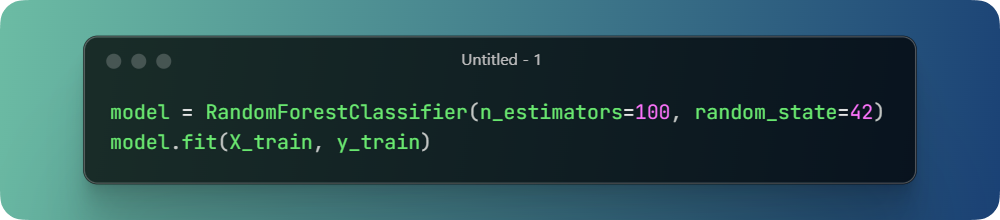 Untitled - 1
model = RandomForestClassifier(n_estimators=100, random_state=42)
model.fit(X_train, y_train)